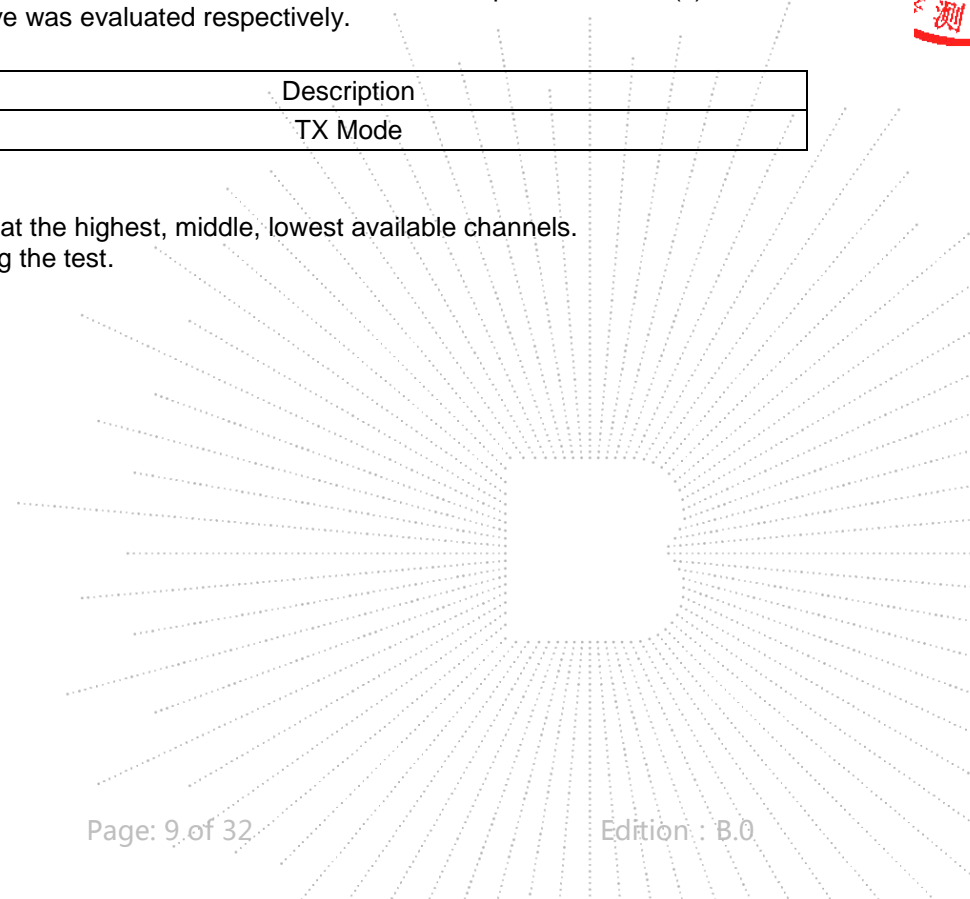 ve was evaluated respectively.
测
Description
TX Mode
at the highest, middle, lowest available channels.
g the test.
Page: 9 of 32
Edition : B.0